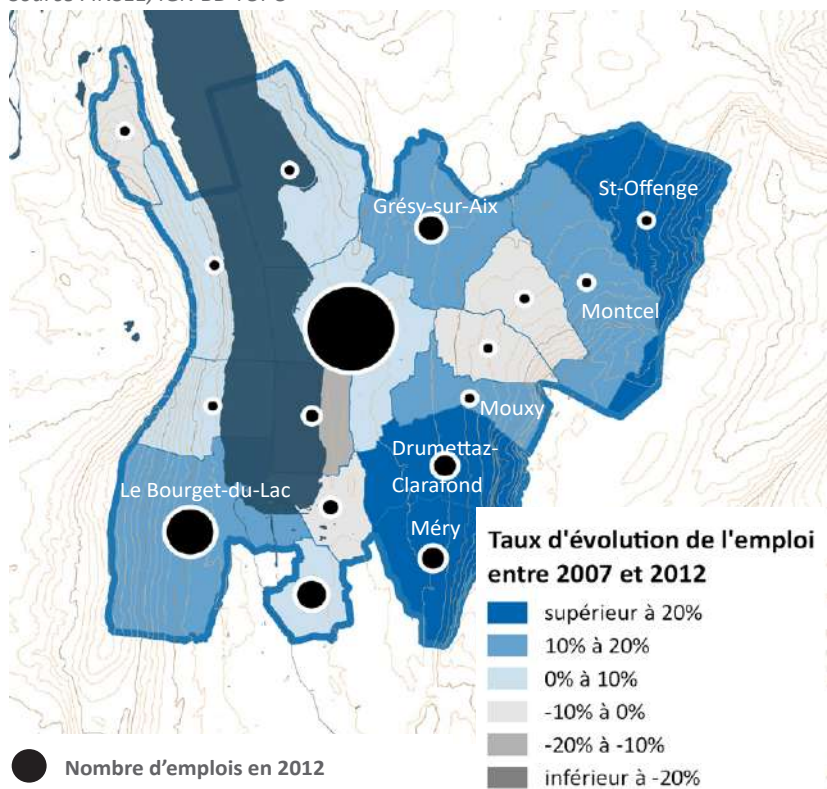 St-Offenge
Grésy-sur-Aix
Montcel
Mouxy
Drumettaz-
Clarafond
Le Bourget-du-Lac
Méry
Taux d'évolution de l'emploi
entre 2007 et 2012
supérieur à 20%
10% à 20%
0% à 10%
-10% à 0%
-20% à -10%
inférieur à -20%
Nombre d'emplois en 2012